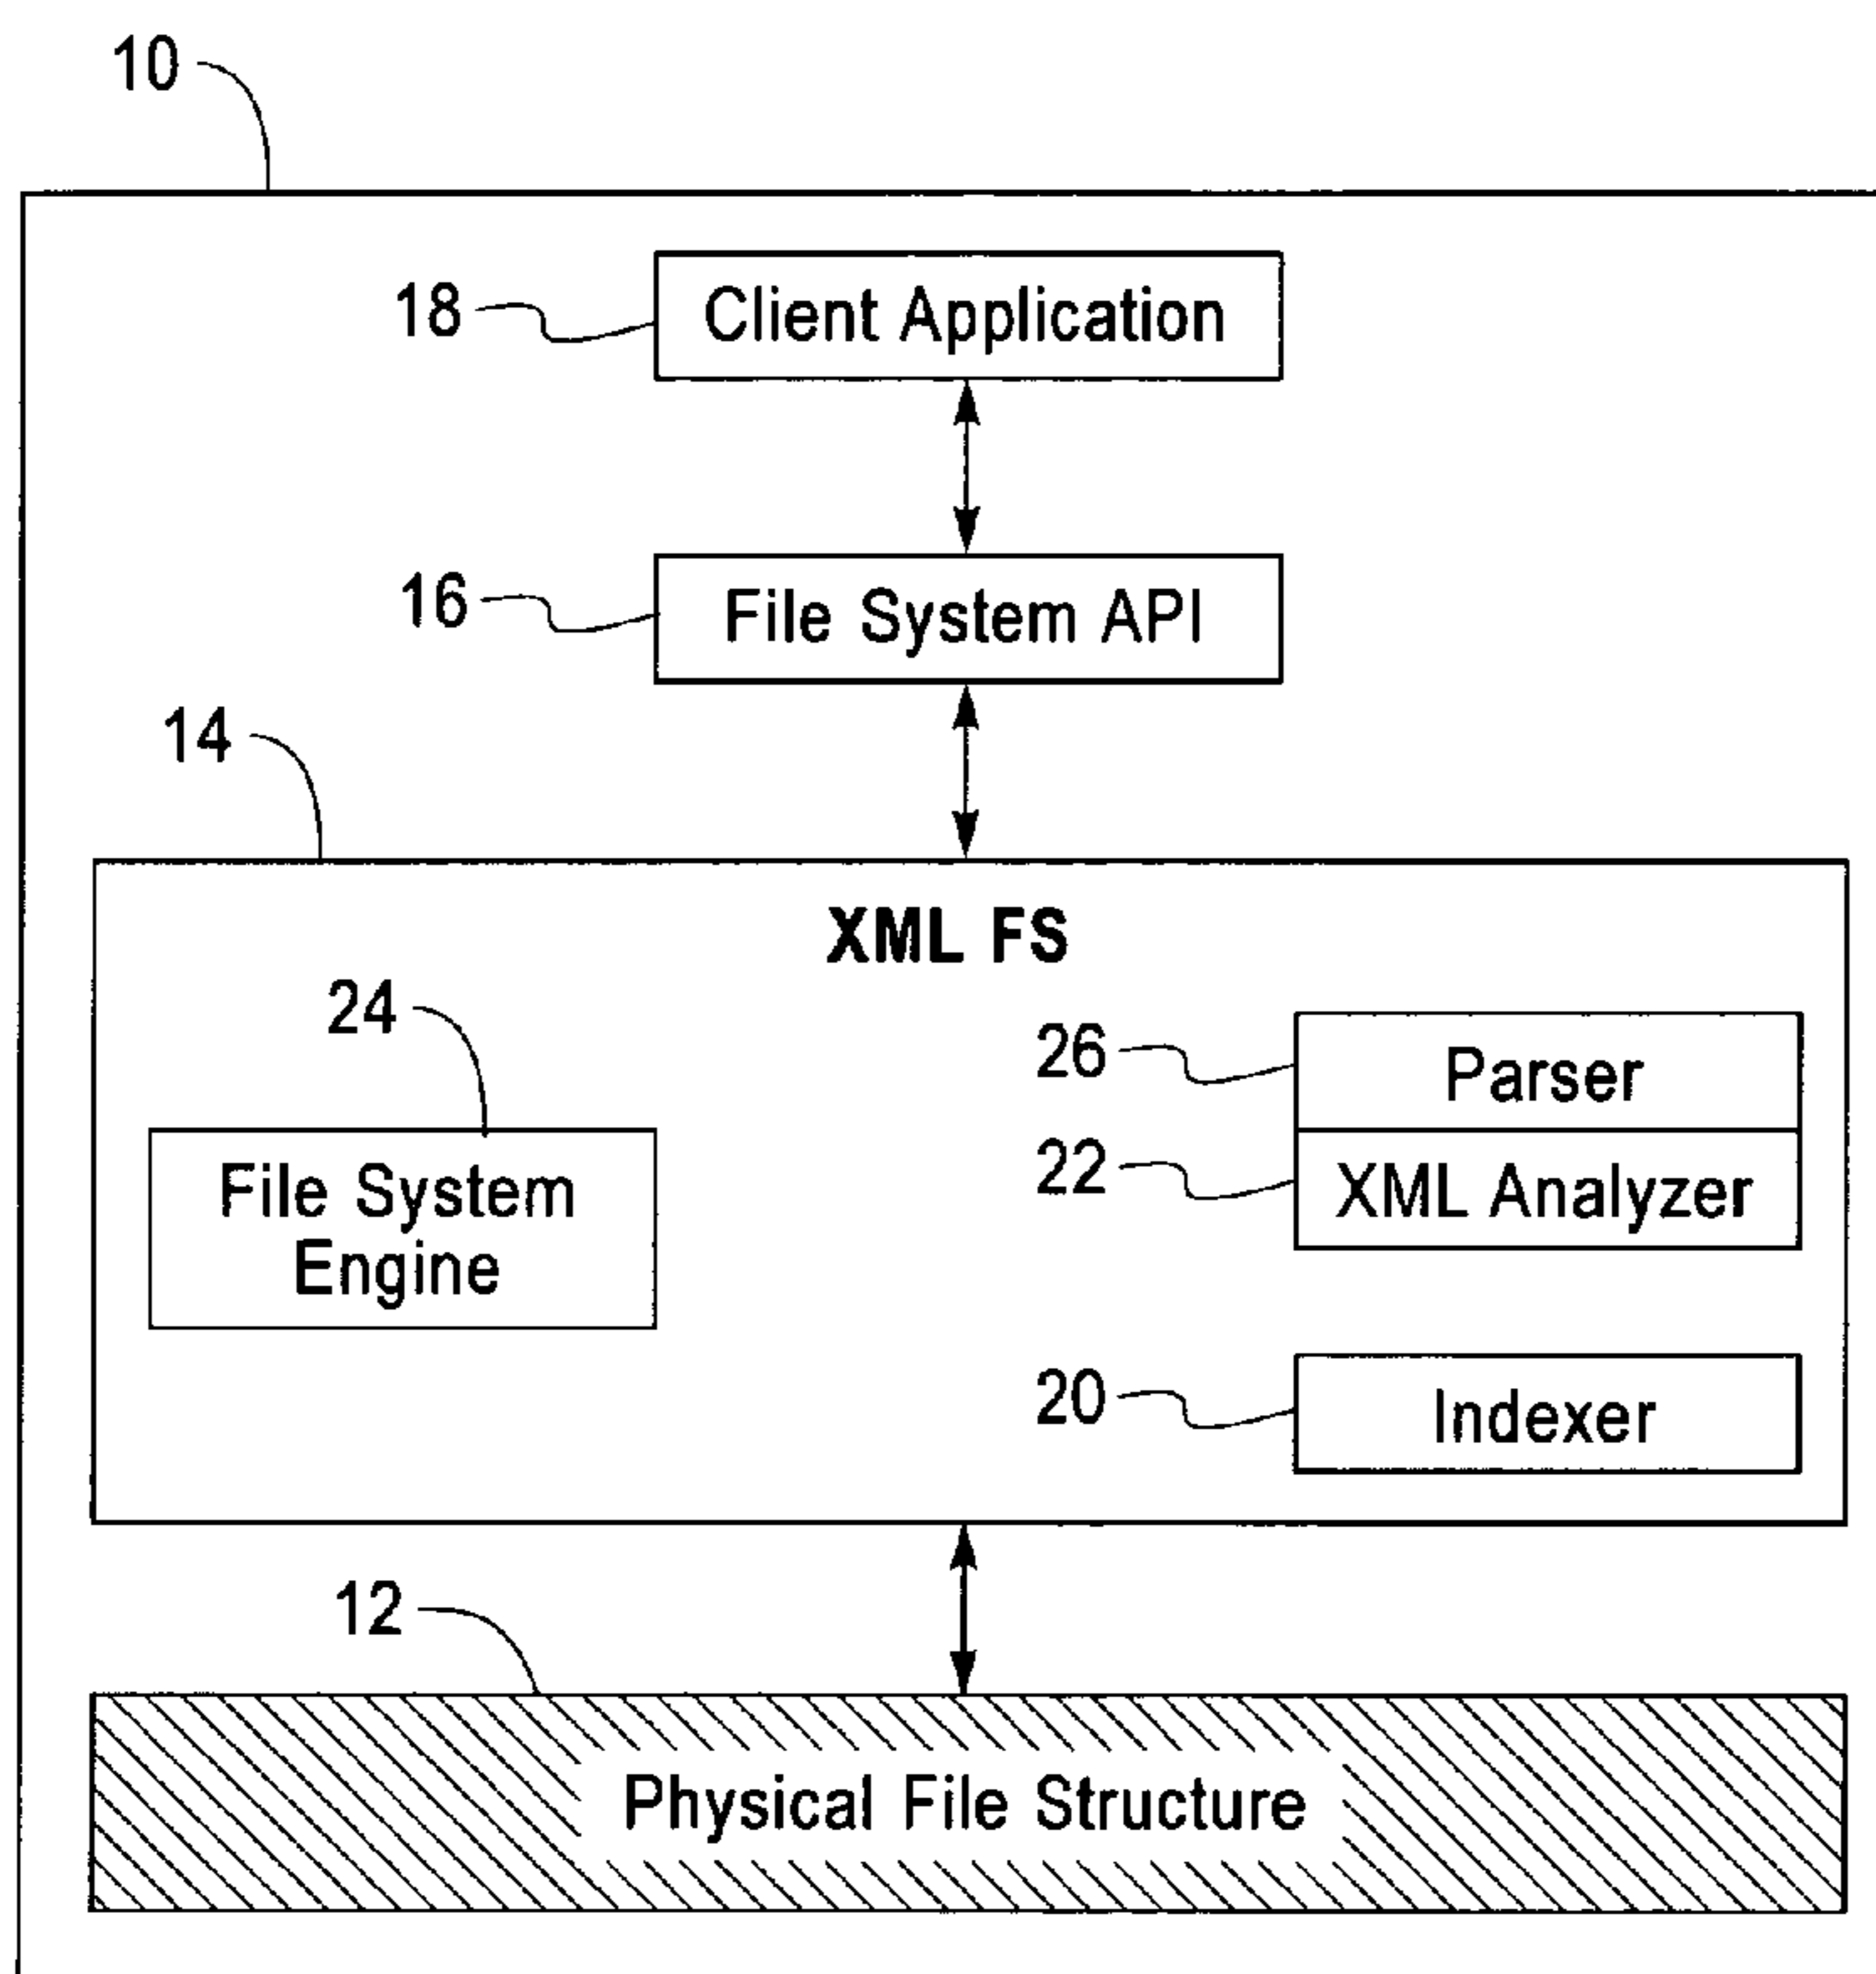 10
18
Client Application
16
File System API
14
XML FS
24
26
Parser
22
XML Analyzer
File System
Engine
20
Indexer
12
Physical File Structure